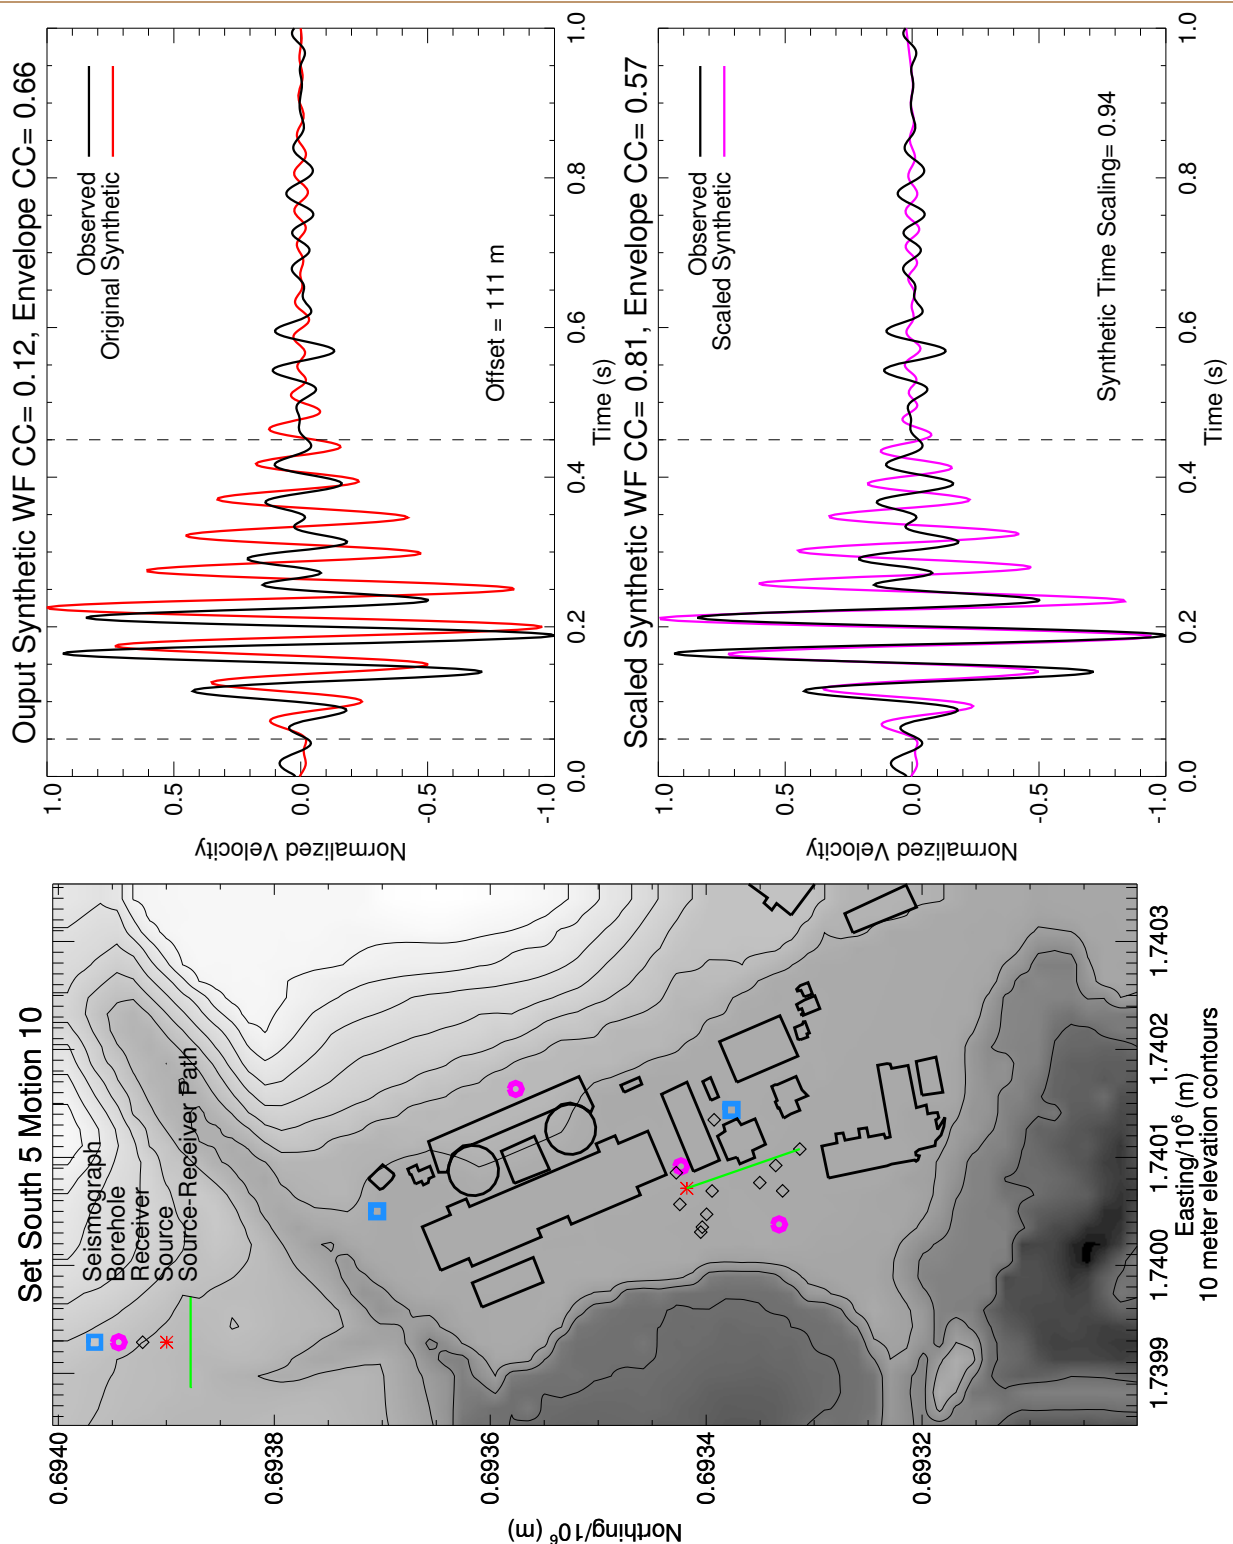 Set South 5 Motion 10
Seismograph
Borehole
Receiver
Source
Source-Receiver Path
0.6940
0.6938
0.6936
0.6934
0.6932
Northing/10⁶ (m)
1.7399
1.7400
1.7401
1.7402
1.7403
Easting/10⁶ (m)
10 meter elevation contours
Ouput Synthetic WF CC= 0.12, Envelope CC= 0.66
Observed
Original Synthetic
Offset = 111 m
1.0
0.5
0.0
-0.5
-1.0
Normalized Velocity
0.0
0.2
0.4
0.6
0.8
1.0
Time (s)
Scaled Synthetic WF CC= 0.81, Envelope CC= 0.57
Observed
Scaled Synthetic
Synthetic Time Scaling= 0.94
1.0
0.5
0.0
-0.5
-1.0
Normalized Velocity
0.0
0.2
0.4
0.6
0.8
1.0
Time (s)